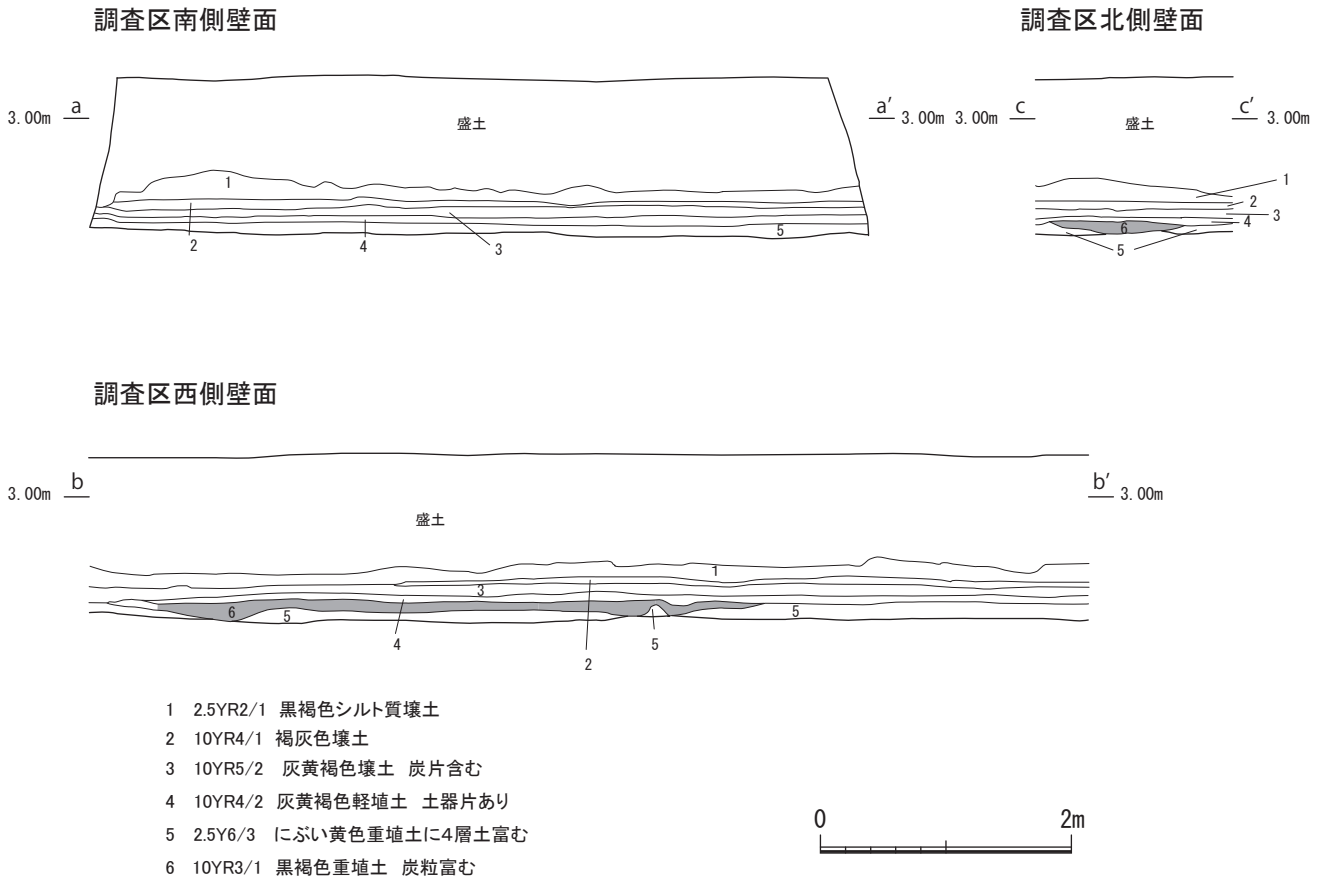 調査区南側壁面
調査区北側壁面
3.00m a a′ 3.00m 3.00m c c′ 3.00m
盛土 盛土
1 1
2
3
4
6
5
2 4 3 5
調査区西側壁面
3.00m b b′ 3.00m
盛土
1
3
6 5 5
4 5
2
1 2.5YR2/1 黒褐色シルト質壌土
2 10YR4/1 褐灰色壌土
3 10YR5/2 灰黄褐色壌土 炭片含む
4 10YR4/2 灰黄褐色軽埴土 土器片あり
5 2.5Y6/3 にぶい黄色重埴土に4層土富む
6 10YR3/1 黒褐色重埴土 炭粒富む
0 2m